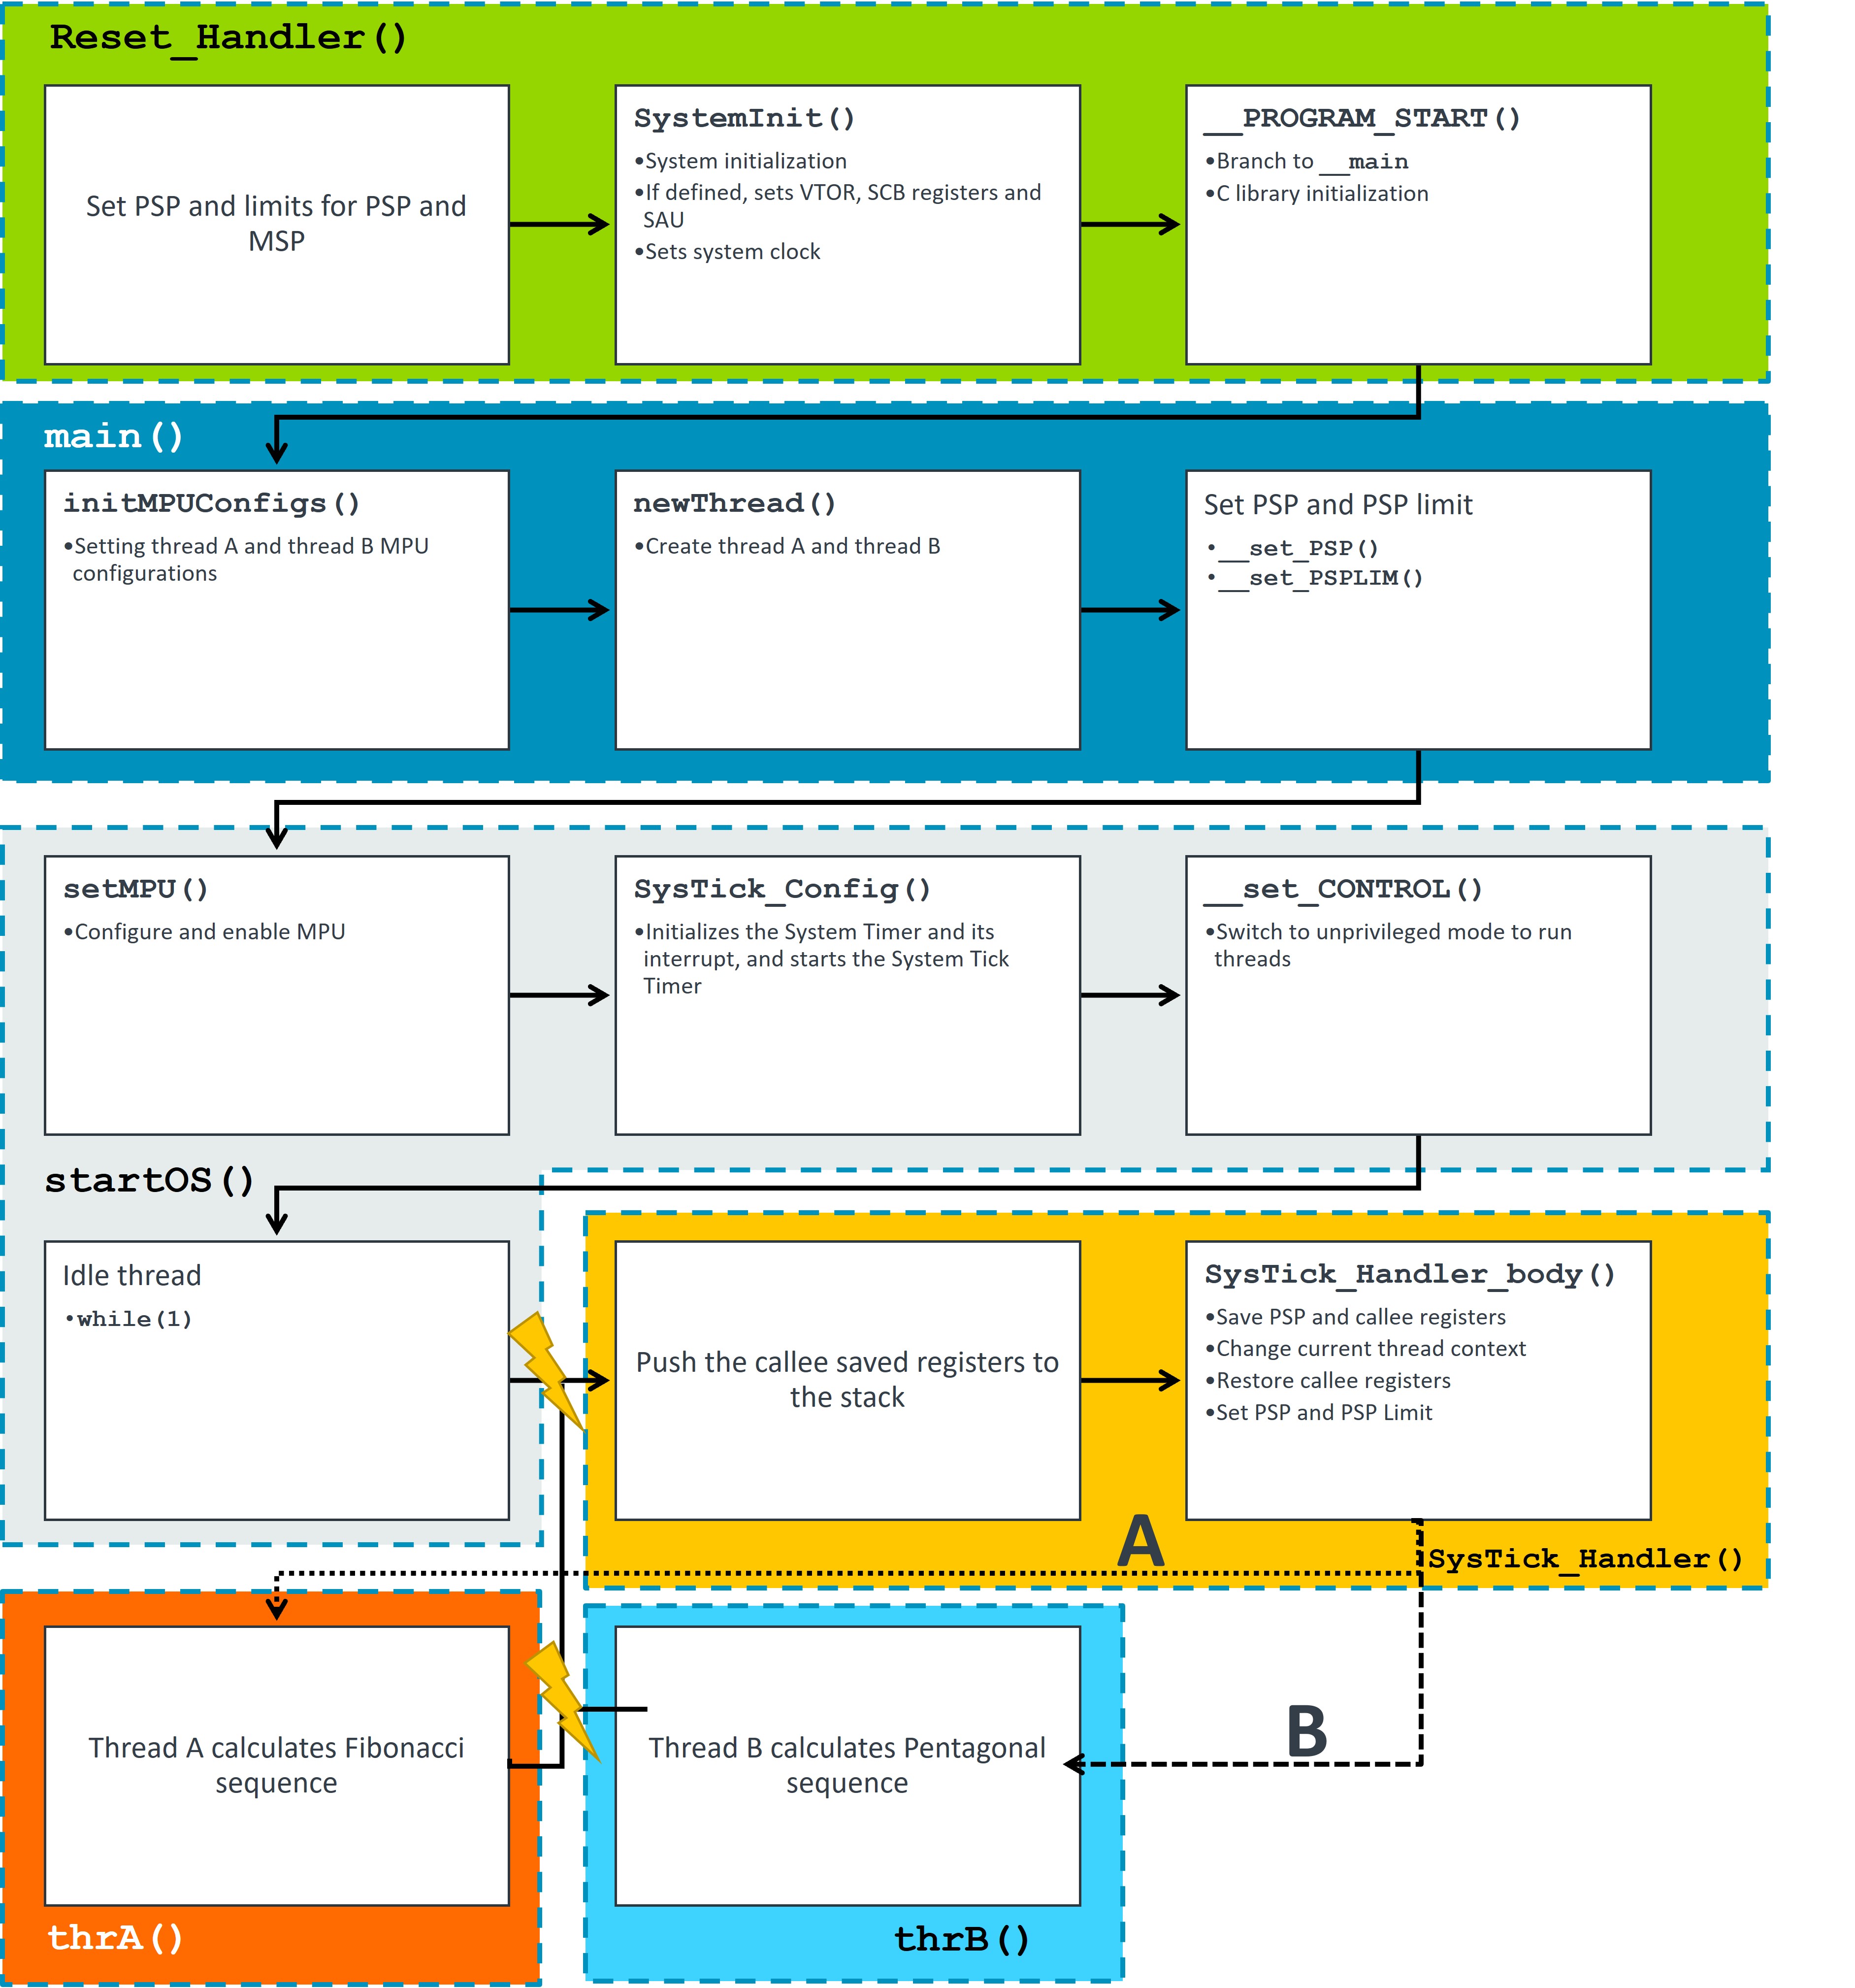 Reset_Handler()
Set PSP and limits for PSP and
MSP
SystemInit()
•System initialization
•If defined, sets VTOR, SCB registers and
SAU
•Sets system clock
__PROGRAM_START()
•Branch to __main
•C library initialization
main()
initMPUConfigs()
•Setting thread A and thread B MPU
configurations
newThread()
•Create thread A and thread B
Set PSP and PSP limit
•__set_PSP()
•__set_PSPLIM()
setMPU()
•Configure and enable MPU
SysTick_Config()
•Initializes the System Timer and its
interrupt, and starts the System Tick
Timer
__set_CONTROL()
•Switch to unprivileged mode to run
threads
startOS()
Idle thread
•while(1)
Push the callee saved registers to
the stack
SysTick_Handler_body()
•Save PSP and callee registers
•Change current thread context
•Restore callee registers
•Set PSP and PSP Limit
A
SysTick_Handler()
Thread A calculates Fibonacci
sequence
thrA()
Thread B calculates Pentagonal
sequence
B
thrB()